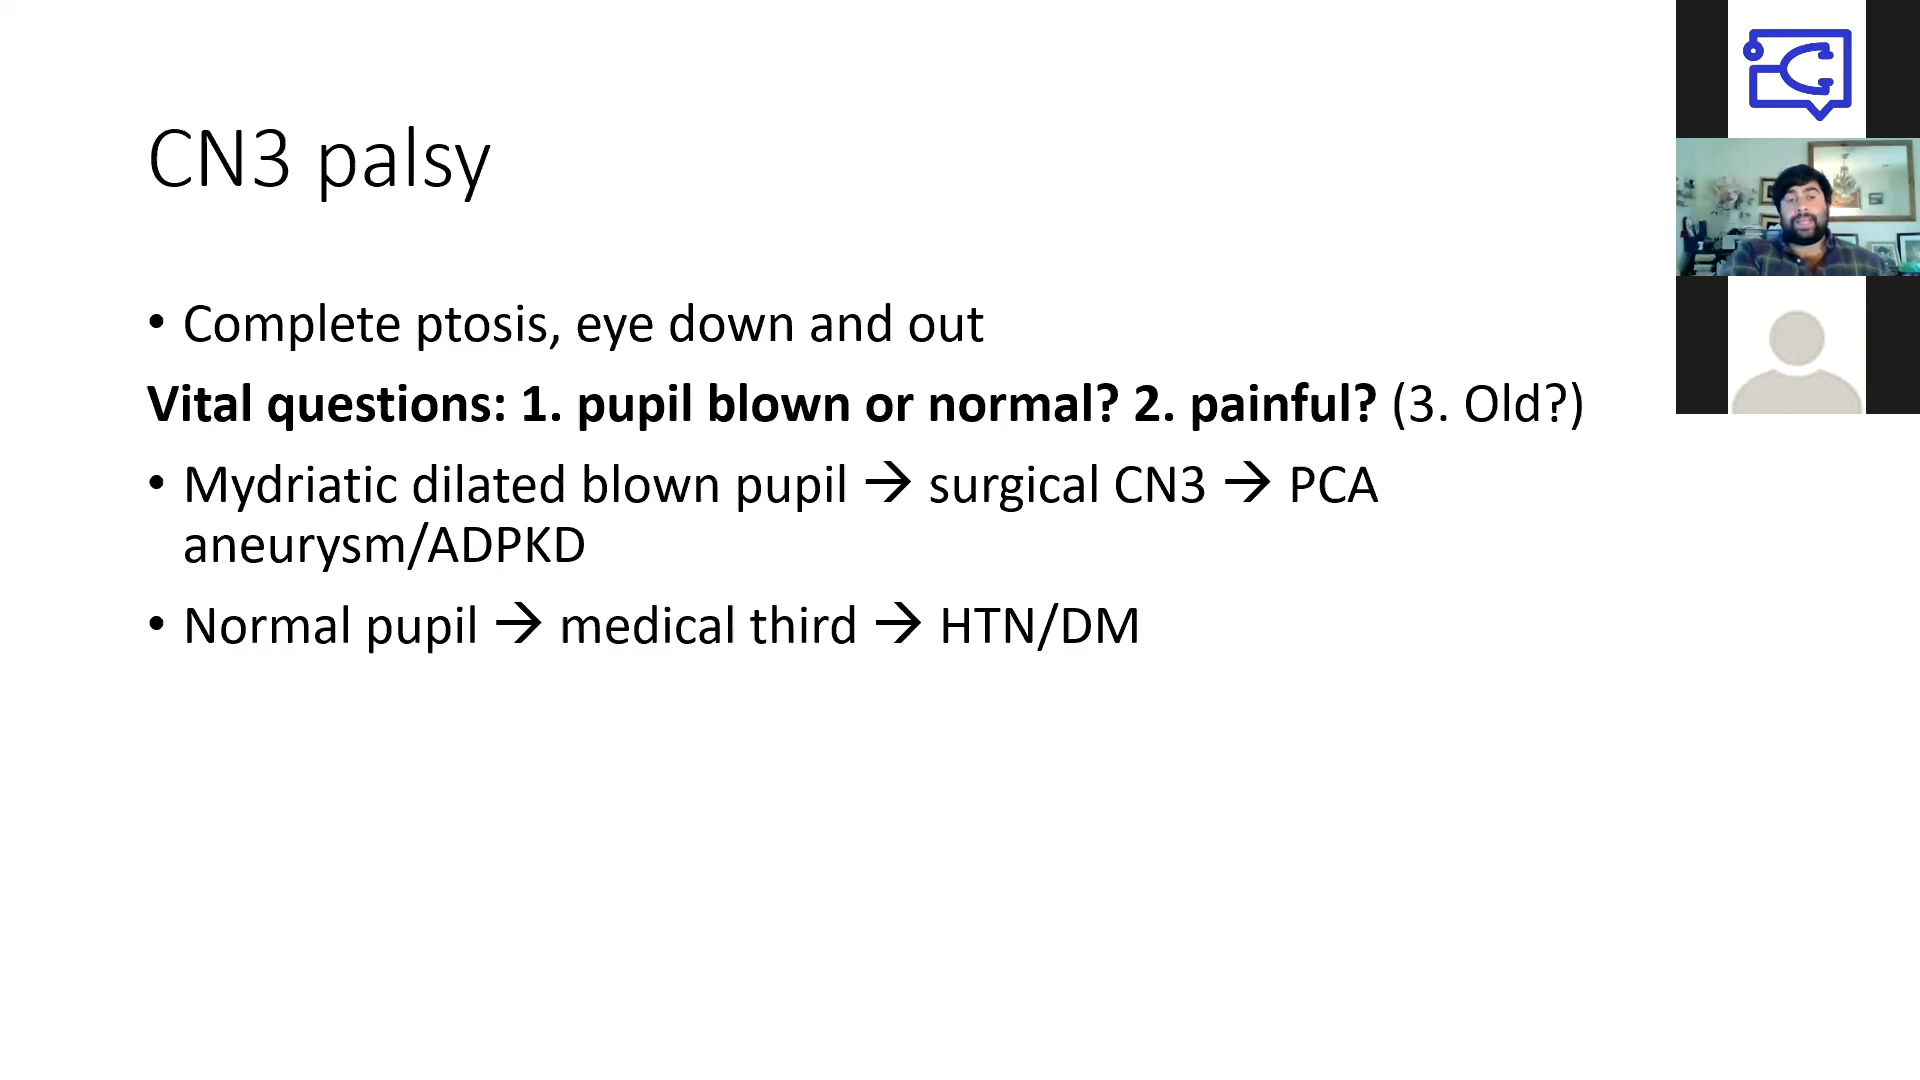 CN3 palsy
• Complete ptosis, eye down and out
Vital questions: 1. pupil blown or normal? 2. painful? (3. Old?)
• Mydriatic dilated blown pupil → surgical CN3 → PCA
aneurysm/ADPKD
• Normal pupil → medical third → HTN/DM